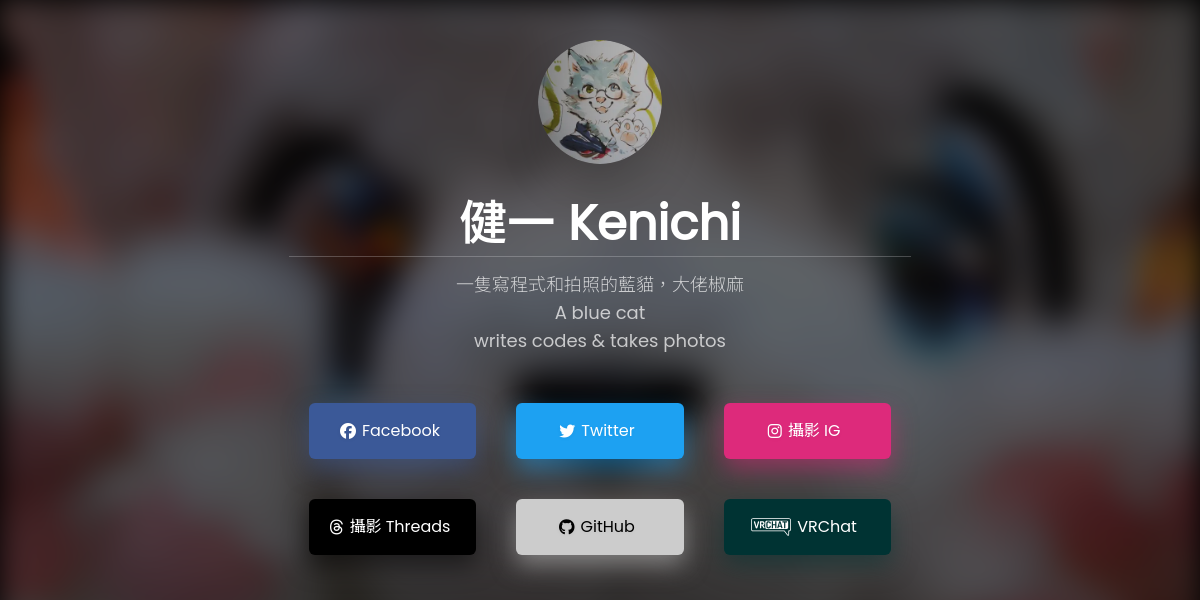 健一 Kenichi
一隻寫程式和拍照的藍貓，大佬椒麻
A blue cat
writes codes & takes photos
Facebook
Twitter
攝影 IG
攝影 Threads
GitHub
VRCHAT VRChat